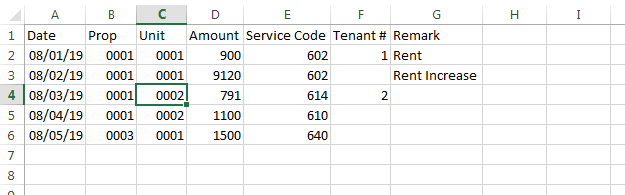 A B C D E F G H I
1 Date Prop Unit Amount Service Code Tenant # Remark
2 08/01/19 0001 0001 900 602 1 Rent
3 08/02/19 0001 0001 9120 602 Rent Increase
4 08/03/19 0001 0002 791 614 2
5 08/04/19 0001 0002 1100 610
6 08/05/19 0003 0001 1500 640
7
8